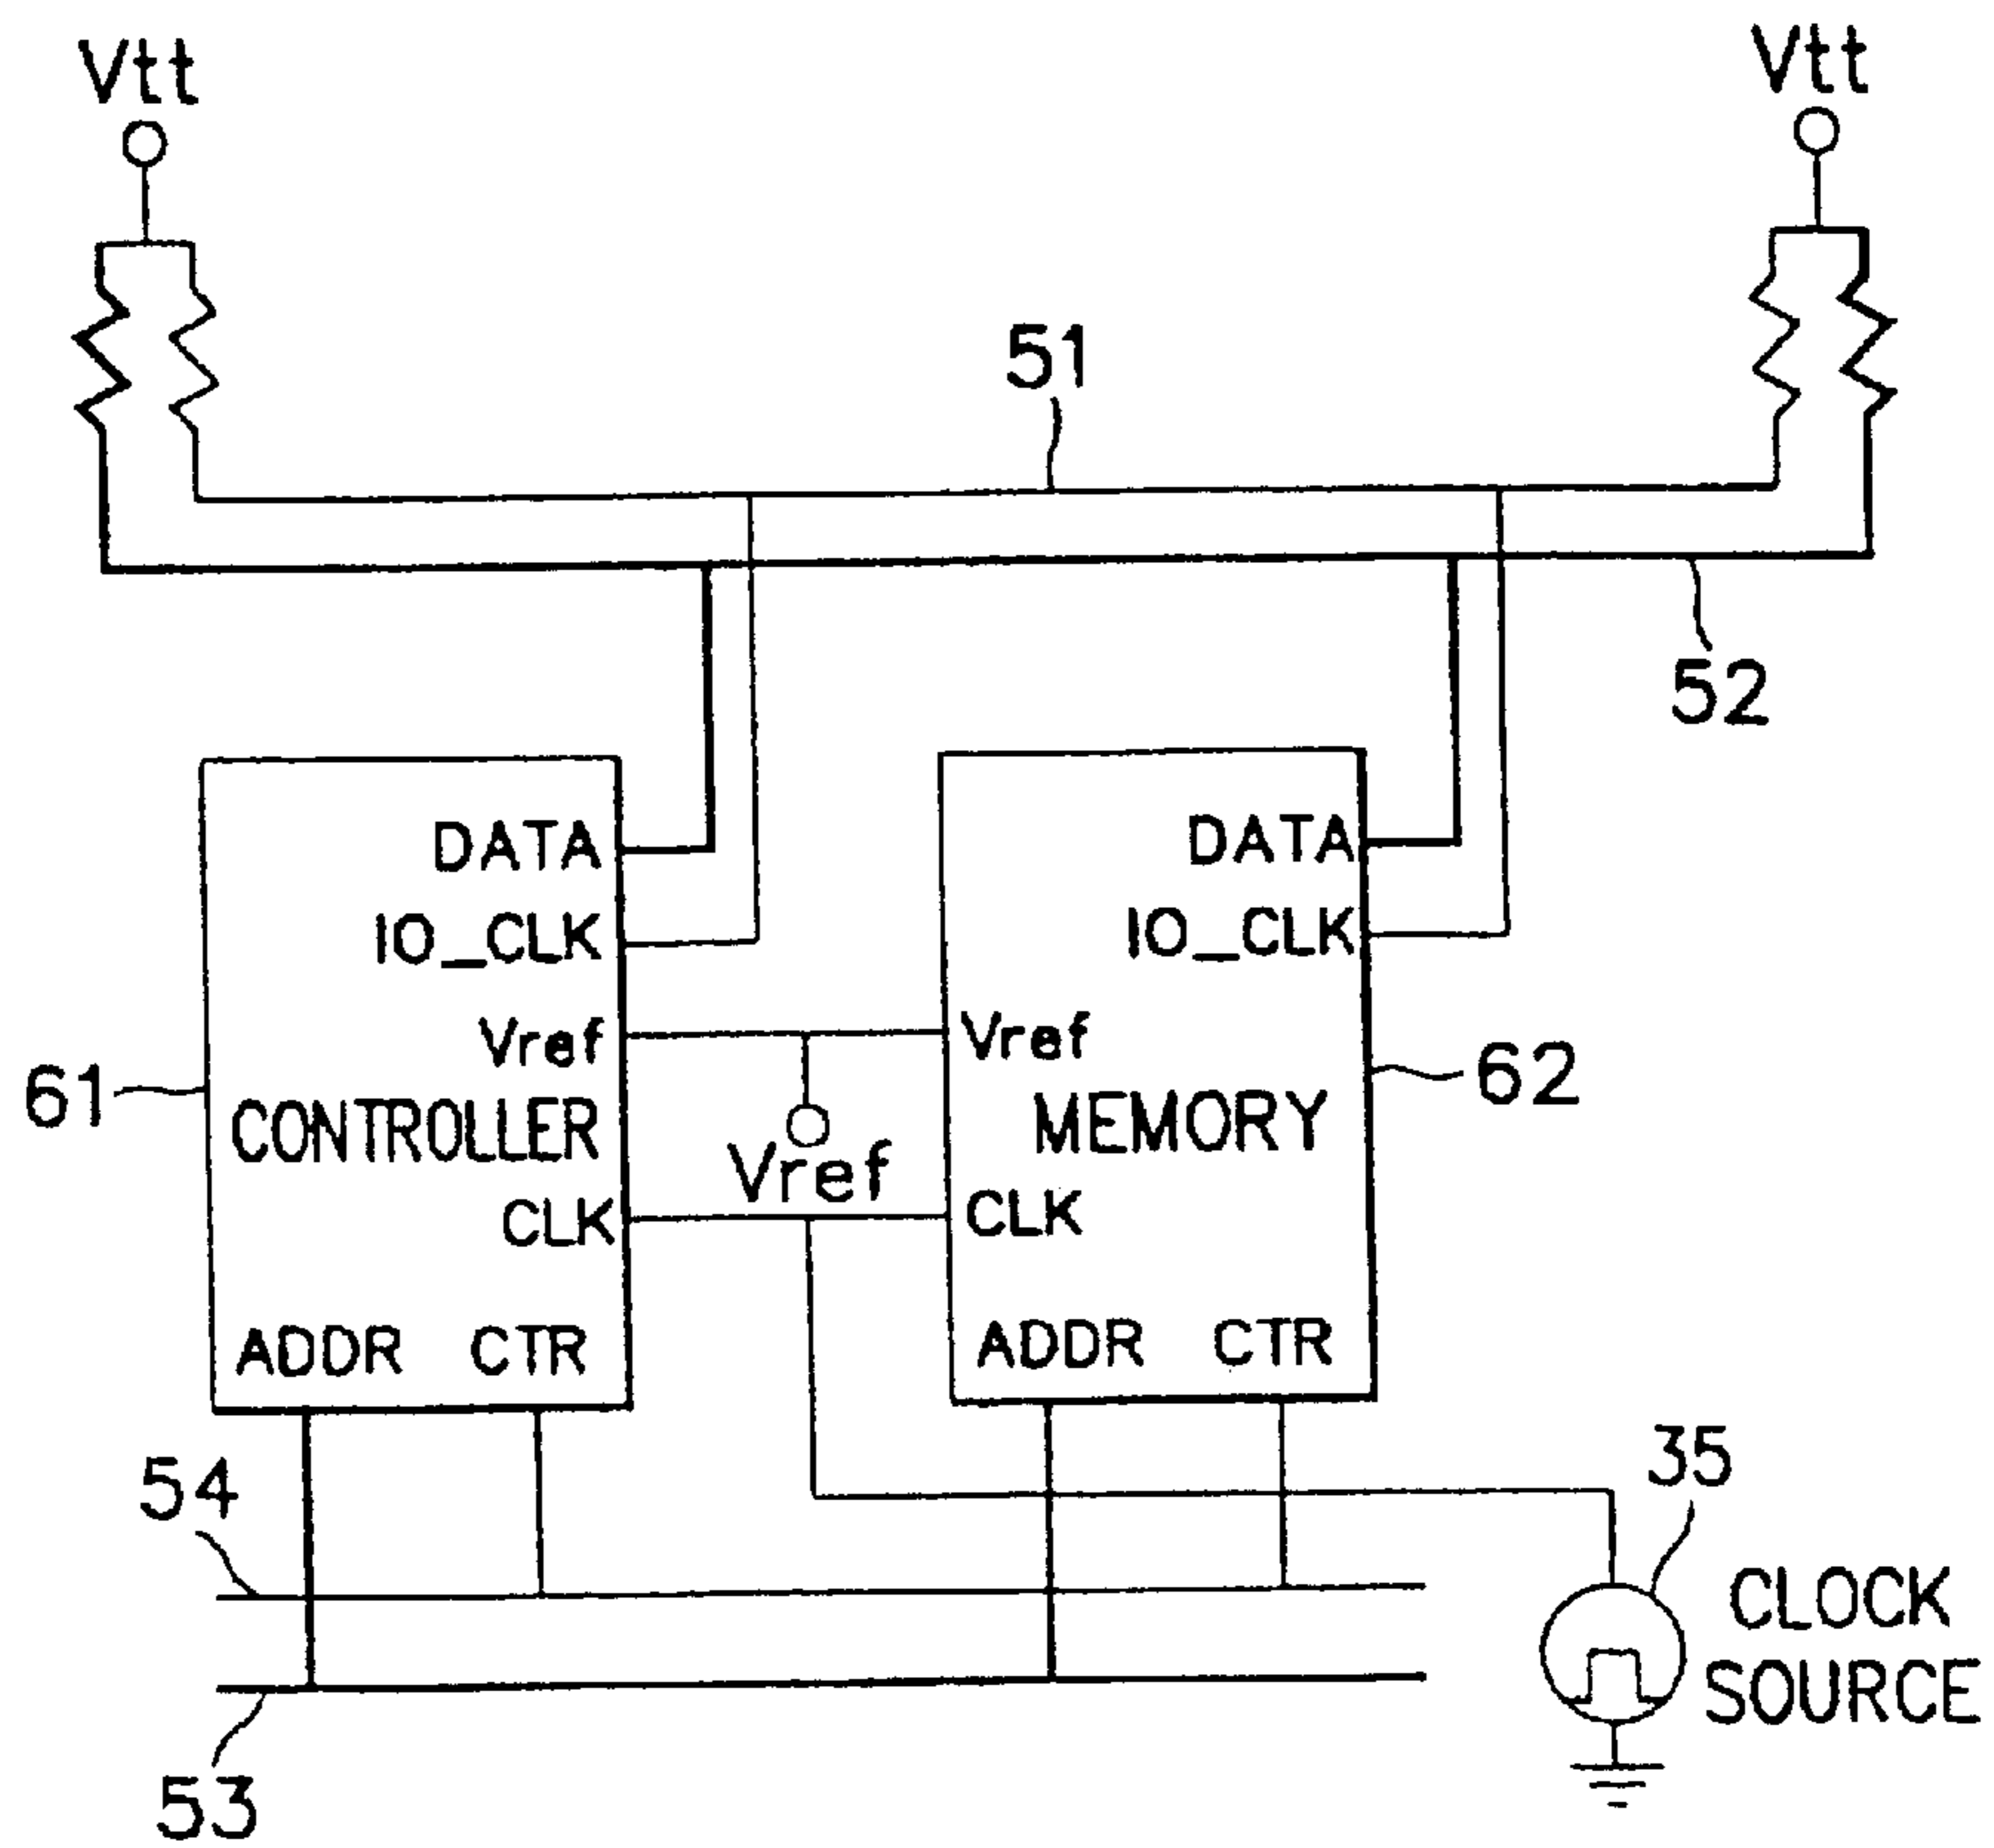 Vtt
Vtt
51
52
DATA
IO_CLK
Vref
CONTROLLER
CLK
ADDR CTR
61
Vref
DATA
IO_CLK
Vref
MEMORY
CLK
ADDR CTR
62
54
53
35
CLOCK
SOURCE